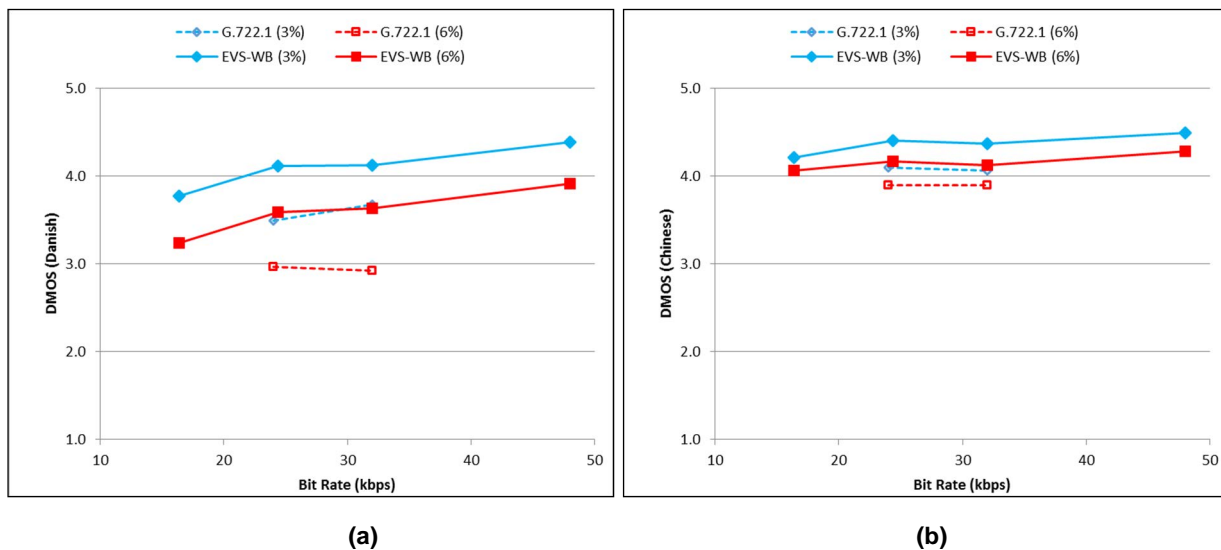 G.722.1 (3%) G.722.1 (6%)
EVS-WB (3%) EVS-WB (6%)
5.0
4.0
3.0
2.0
1.0
DMOS (Danish)
10 20 30 40 50
Bit Rate (kbps)
(a)
G.722.1 (3%) G.722.1 (6%)
EVS-WB (3%) EVS-WB (6%)
5.0
4.0
3.0
2.0
1.0
DMOS (Chinese)
10 20 30 40 50
Bit Rate (kbps)
(b)